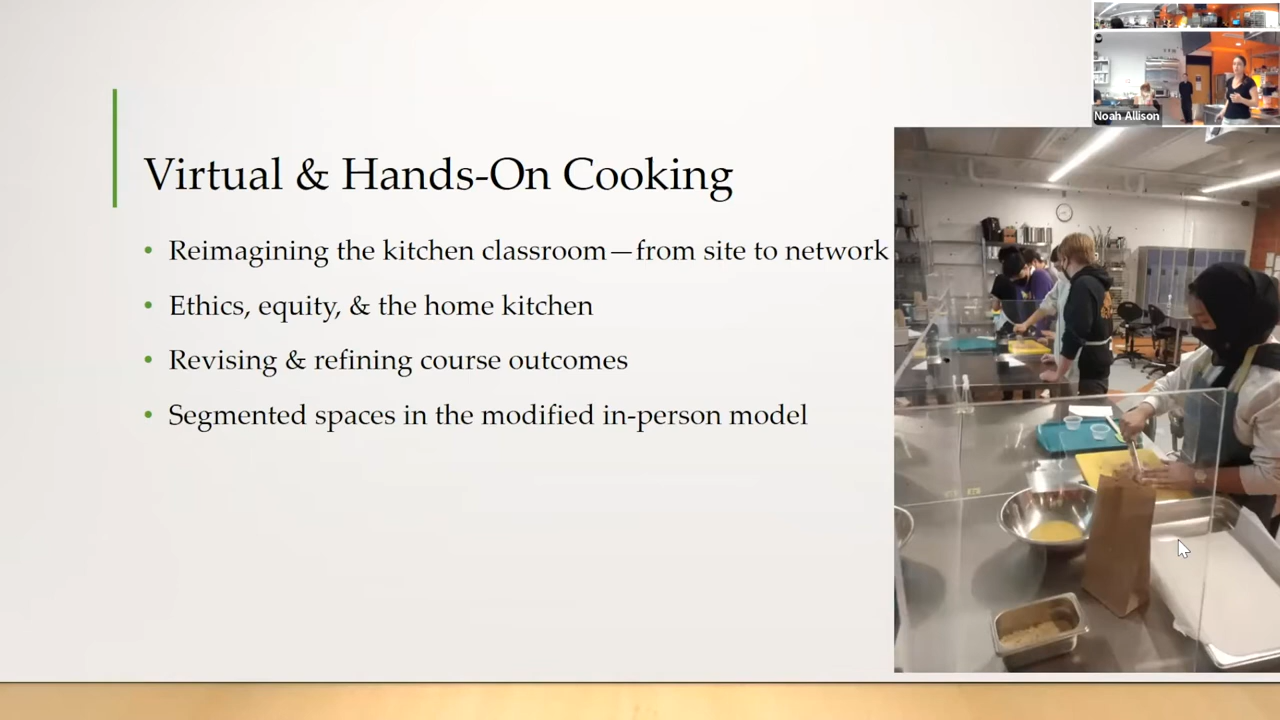 Noah Allison
Virtual & Hands-On Cooking
• Reimagining the kitchen classroom—from site to network
• Ethics, equity, & the home kitchen
• Revising & refining course outcomes
• Segmented spaces in the modified in-person model